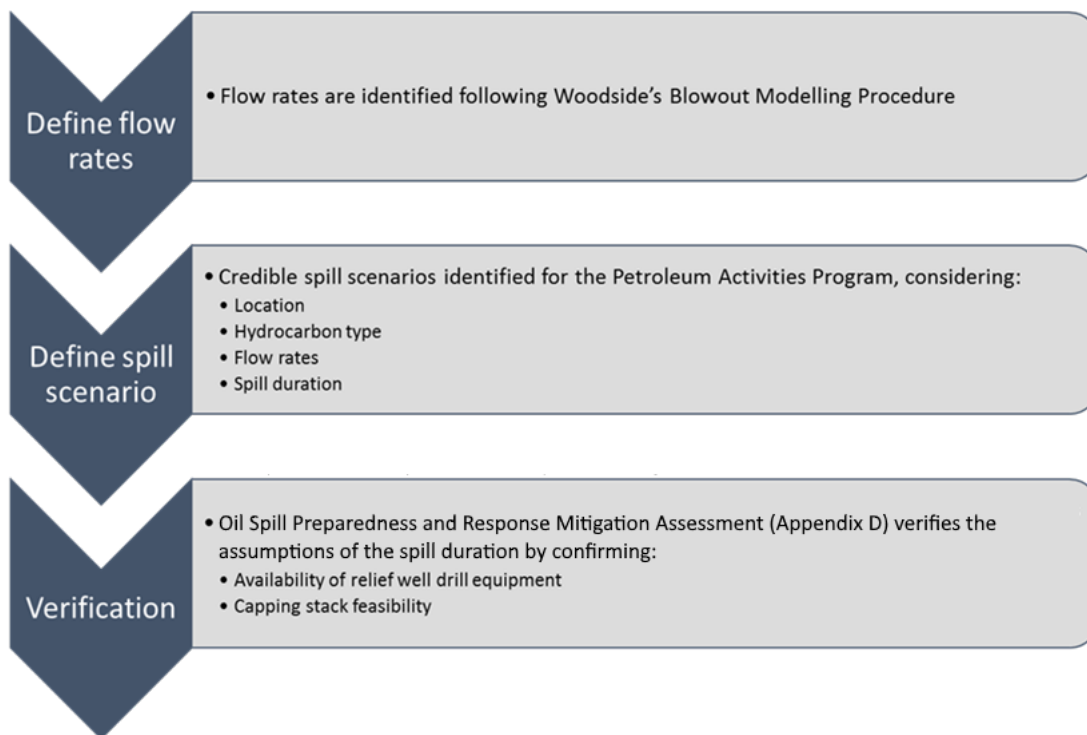 Define flow
rates
• Flow rates are identified following Woodside's Blowout Modelling Procedure
Define spill
scenario
• Credible spill scenarios identified for the Petroleum Activities Program, considering:
• Location
• Hydrocarbon type
• Flow rates
• Spill duration
Verification
• Oil Spill Preparedness and Response Mitigation Assessment (Appendix D) verifies the
assumptions of the spill duration by confirming:
• Availability of relief well drill equipment
• Capping stack feasibility